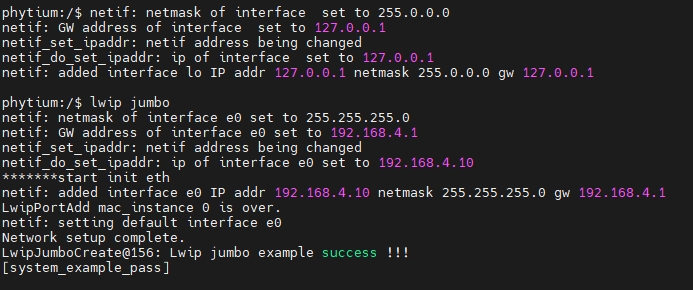 phytium:/$ netif: netmask of interface  set to 255.0.0.0
netif: GW address of interface  set to 127.0.0.1
netif_set_ipaddr: netif address being changed
netif_do_set_ipaddr: ip of interface  set to 127.0.0.1
netif: added interface lo IP addr 127.0.0.1 netmask 255.0.0.0 gw 127.0.0.1
phytium:/$ lwip jumbo
netif: netmask of interface e0 set to 255.255.255.0
netif: GW address of interface e0 set to 192.168.4.1
netif_set_ipaddr: netif address being changed
netif_do_set_ipaddr: ip of interface e0 set to 192.168.4.10
*******start init eth
netif: added interface e0 IP addr 192.168.4.10 netmask 255.255.255.0 gw 192.168.4.1
LwipPortAdd mac_instance 0 is over.
netif: setting default interface e0
Network setup complete.
LwipJumboCreate@156: Lwip jumbo example success !!!
[system_example_pass]